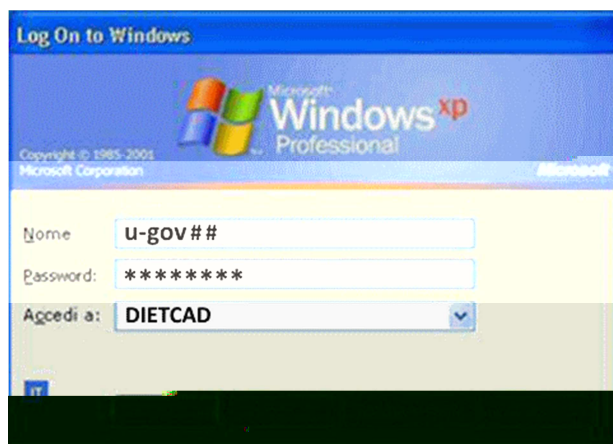 Log On to Windows
Microsoft®
Windows xp
Professional
Copyright © 1985-2001
Microsoft Corporation
Microsoft
Nome u-gov##
Password: ********
Accedi a: DIETCAD
IT